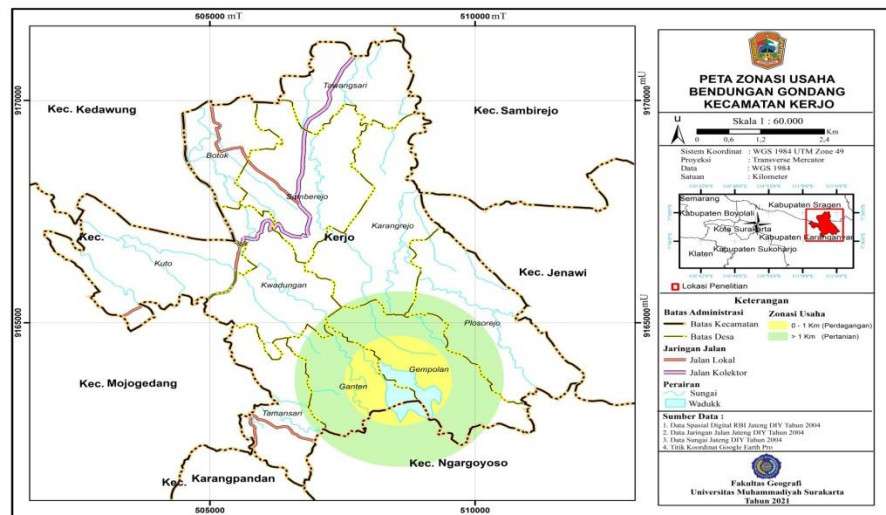 505000 mT
510000 mT
9170000
9170000 mU
Kec. Kedawung
Kec. Sambirejo
Tawangsari
Botok
Samberejo
Karangrejo
Kec.
Kerjo
Kuto
Kwadungan
Kec. Jenawi
9165000
9165000 mU
Plosorejo
Kec. Mojogedang
Gempolan
Ganten
Tamansari
Kec. Ngargoyoso
Kec. Karangpandan
505000
510000
PETA ZONASI USAHA
BENDUNGAN GONDANG
KECAMATAN KERJO
Skala 1 : 60.000
u
Km
0 0,6 1,2 2,4
Sistem Koordinat : WGS 1984 UTM Zone 49
Proyeksi : Transverse Mercator
Data : WGS 1984
Satuan : Kilometer
Semarang
Kabupaten Sragen
Kabupaten Boyolali
Kota Surakarta
Kabupaten Karanganyar
Klaten
Kabupaten Sukoharjo
Lokasi Penelitian
Keterangan
Batas Administrasi
Batas Kecamatan
Batas Desa
Jaringan Jalan
Jalan Lokal
Jalan Kolektor
Perairan
Sungai
Wadukk
Zonasi Usaha
0 - 1 Km (Perdagangan)
> 1 Km (Pertanian)
Sumber Data :
1. Data Spasial Digital RBI Jateng DIY Tahun 2004
2. Data Jaringan Jalan Jateng DIY Tahun 2004
3. Data Sungai Jateng DIY Tahun 2004
4. Titik Koordinat Google Earth Pro
Fakultas Geografi
Universitas Muhammadiyah Surakarta
Tahun 2021